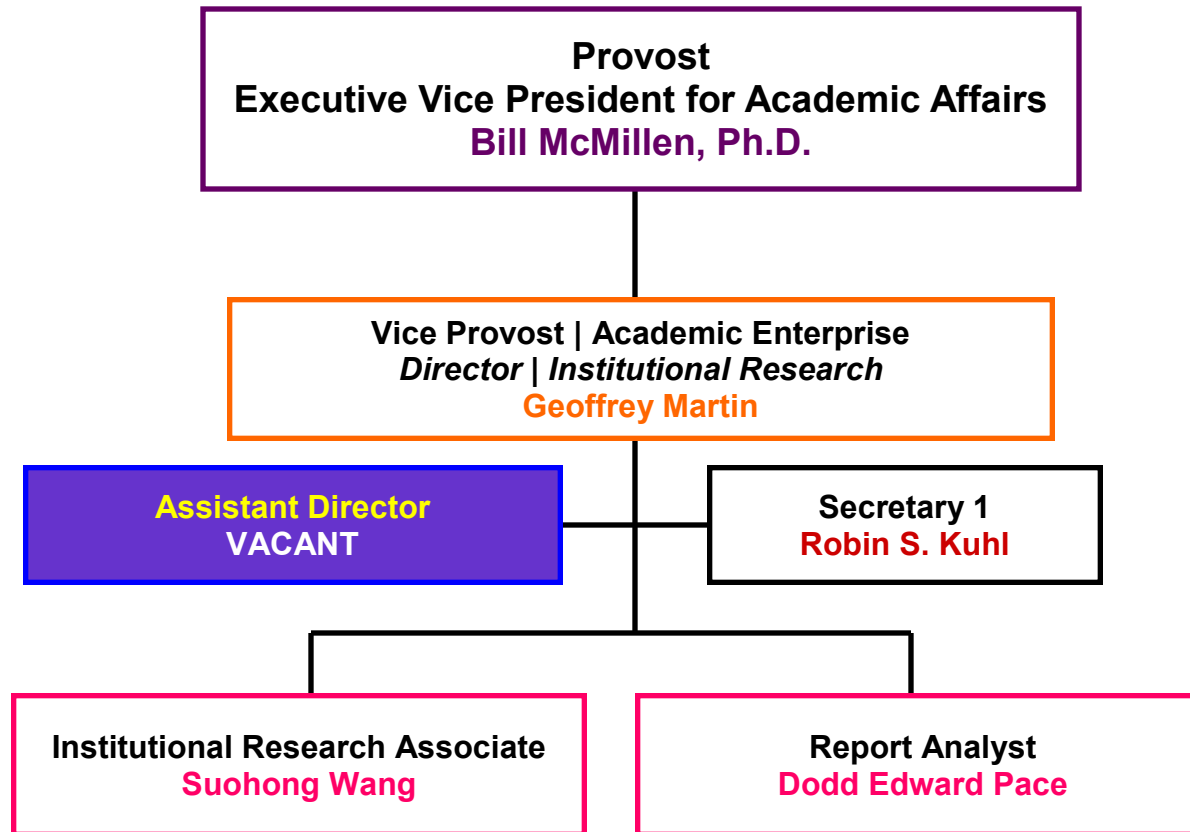 Provost
Executive Vice President for Academic Affairs
Bill McMillen, Ph.D.
Vice Provost | Academic Enterprise
Director | Institutional Research
Geoffrey Martin
Assistant Director
VACANT
Secretary 1
Robin S. Kuhl
Institutional Research Associate
Suohong Wang
Report Analyst
Dodd Edward Pace